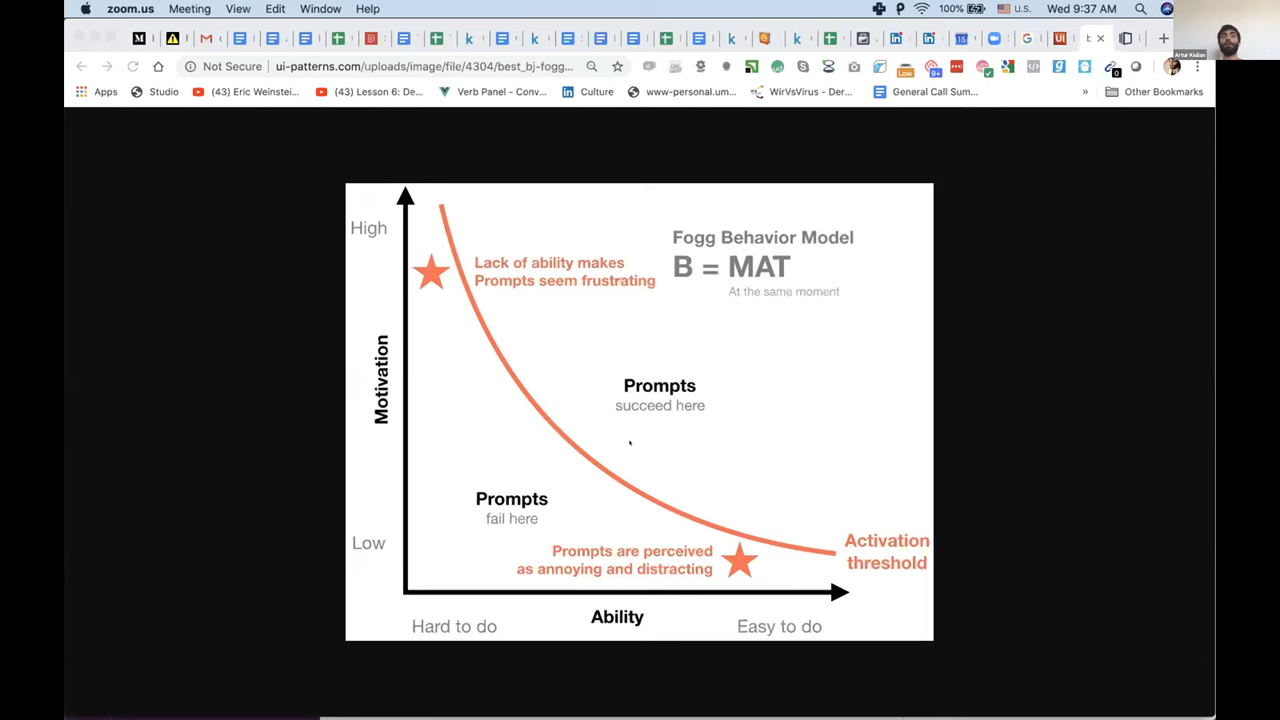 zoom.us Meeting View Edit Window Help
100% U.S. Wed 9:37 AM
Not Secure ui-patterns.com/uploads/image/file/4304/best_bj-fogg...
Apps Studio (43) Eric Weinstei... (43) Lesson 6: De... Verb Panel - Conv... Culture www-personal.um... WirVsVirus - Der... General Call Sum... » Other Bookmarks
Artur Kiulian
High
Fogg Behavior Model
B = MAT
At the same moment
Lack of ability makes
Prompts seem frustrating
Motivation
Prompts
succeed here
Prompts
fail here
Low
Prompts are perceived
as annoying and distracting
Activation
threshold
Ability
Hard to do
Easy to do